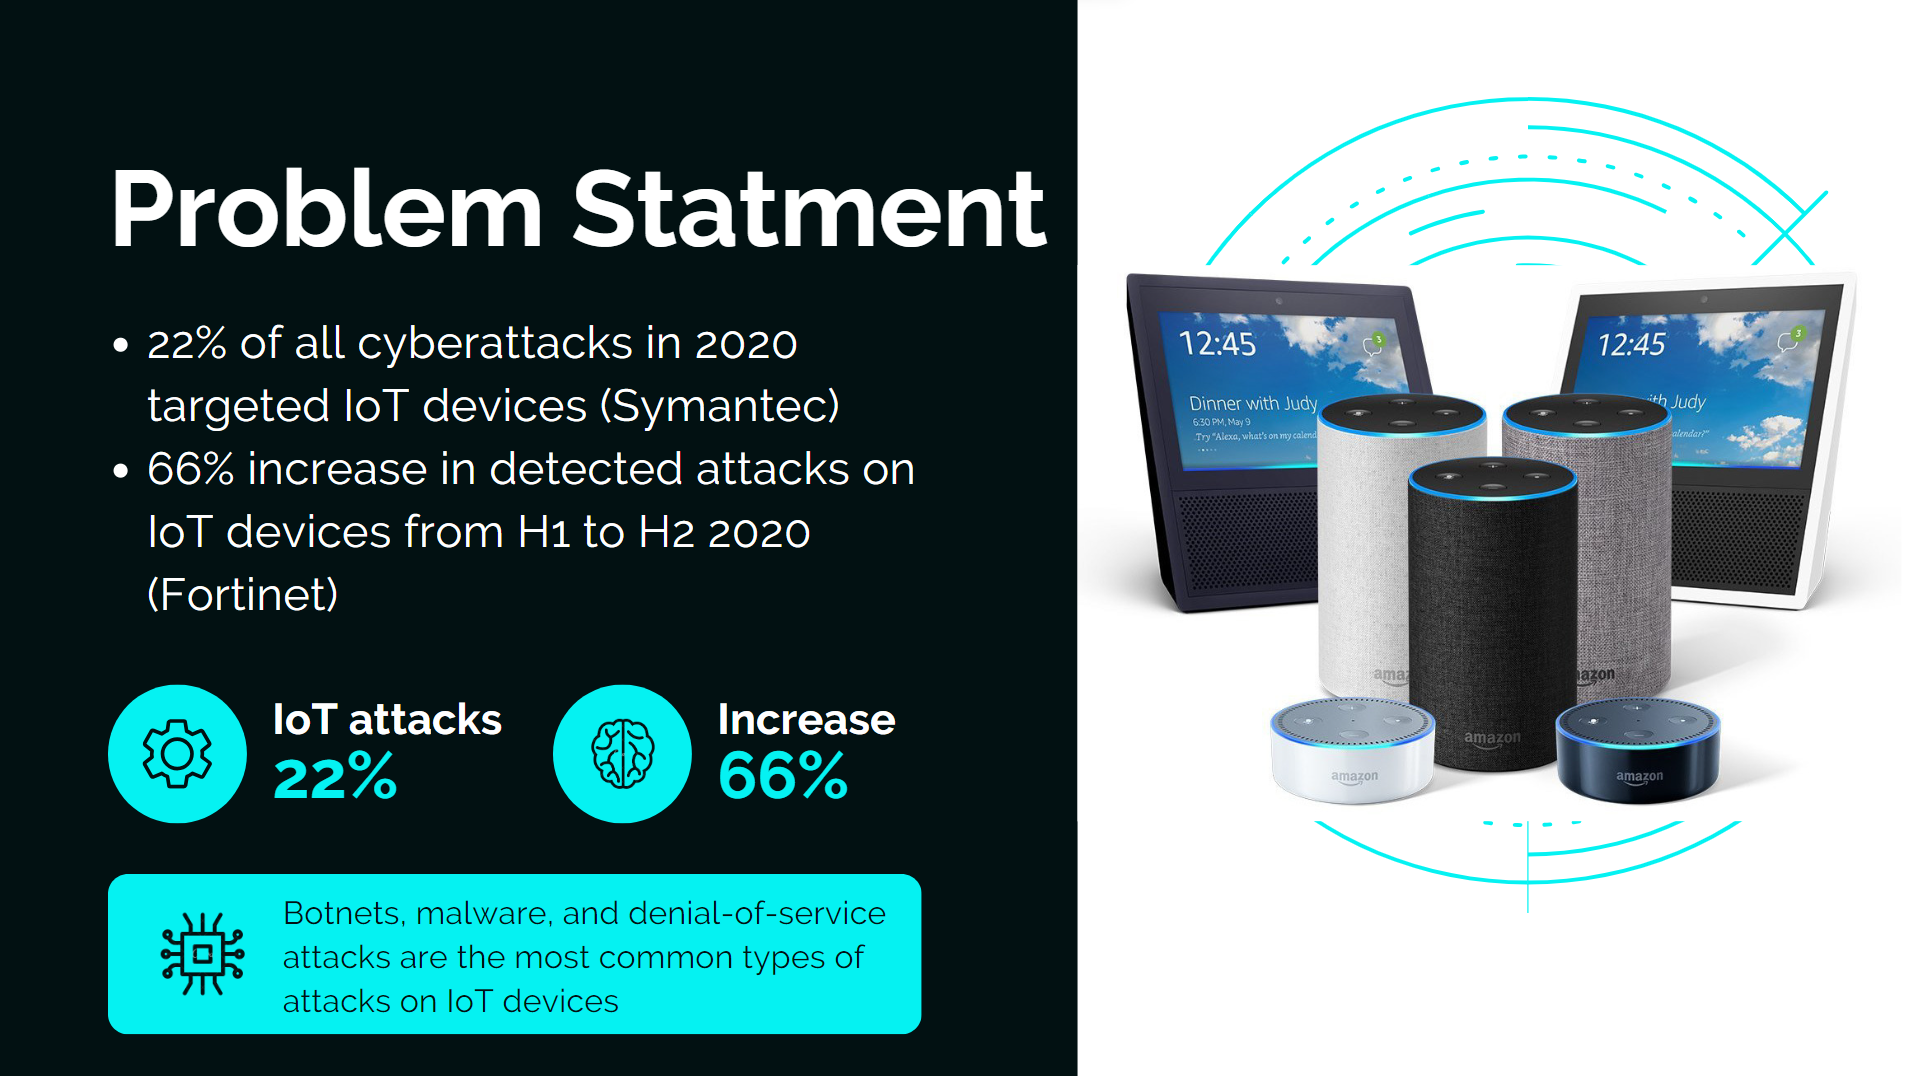 Problem Statment
• 22% of all cyberattacks in 2020
targeted IoT devices (Symantec)
• 66% increase in detected attacks on
IoT devices from H1 to H2 2020
(Fortinet)
IoT attacks
22%
Increase
66%
Botnets, malware, and denial-of-service
attacks are the most common types of
attacks on IoT devices
12:45
3
Dinner with Judy
6:30 PM, May 9
Try “Alexa, what's on my calend
12:45
3
ith Judy
alendar?”
amaz
amazon
azon
amazon
amazon